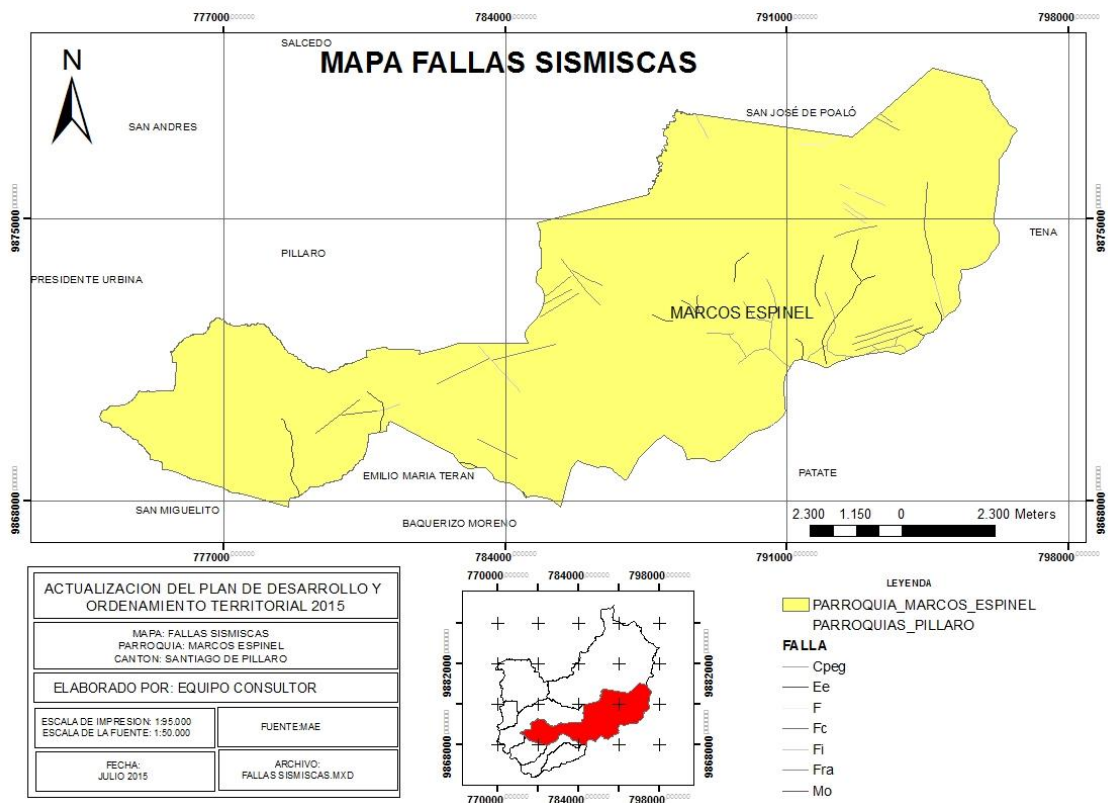 777000
784000
791000
798000
SALCEDO
MAPA FALLAS SISMISCAS
N
SAN ANDRES
SAN JOSÉ DE POALÓ
9875000
9875000
TENA
PILLARO
PRESIDENTE URBINA
MARCOS ESPINEL
EMILIO MARIA TERAN
PATATE
9868000
9868000
SAN MIGUELITO
BAQUERIZO MORENO
2.300 1.150 0 2.300 Meters
777000
784000
791000
798000
ACTUALIZACION DEL PLAN DE DESARROLLO Y
ORDENAMIENTO TERRITORIAL 2015
MAPA: FALLAS SISMISCAS
PARROQUIA: MARCOS ESPINEL
CANTON: SANTIAGO DE PILLARO
ELABORADO POR: EQUIPO CONSULTOR
ESCALA DE IMPRESION: 1:95.000
ESCALA DE LA FUENTE: 1:50.000
FUENTE:MAE
FECHA:
JULIO 2015
ARCHIVO:
FALLAS SISMISCAS.MXD
770000 784000 798000
9882000
9882000
9868000
9868000
770000 784000 798000
LEYENDA
PARROQUIA_MARCOS_ESPINEL
PARROQUIAS_PILLARO
FALLA
Cpeg
Ee
F
Fc
Fi
Fra
Mo